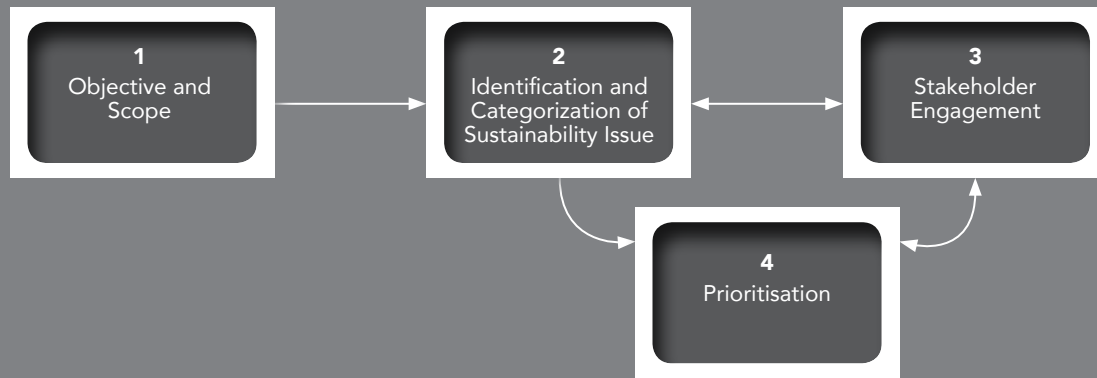 1
Objective and
Scope
2
Identification and
Categorization of
Sustainability Issue
3
Stakeholder
Engagement
4
Prioritisation